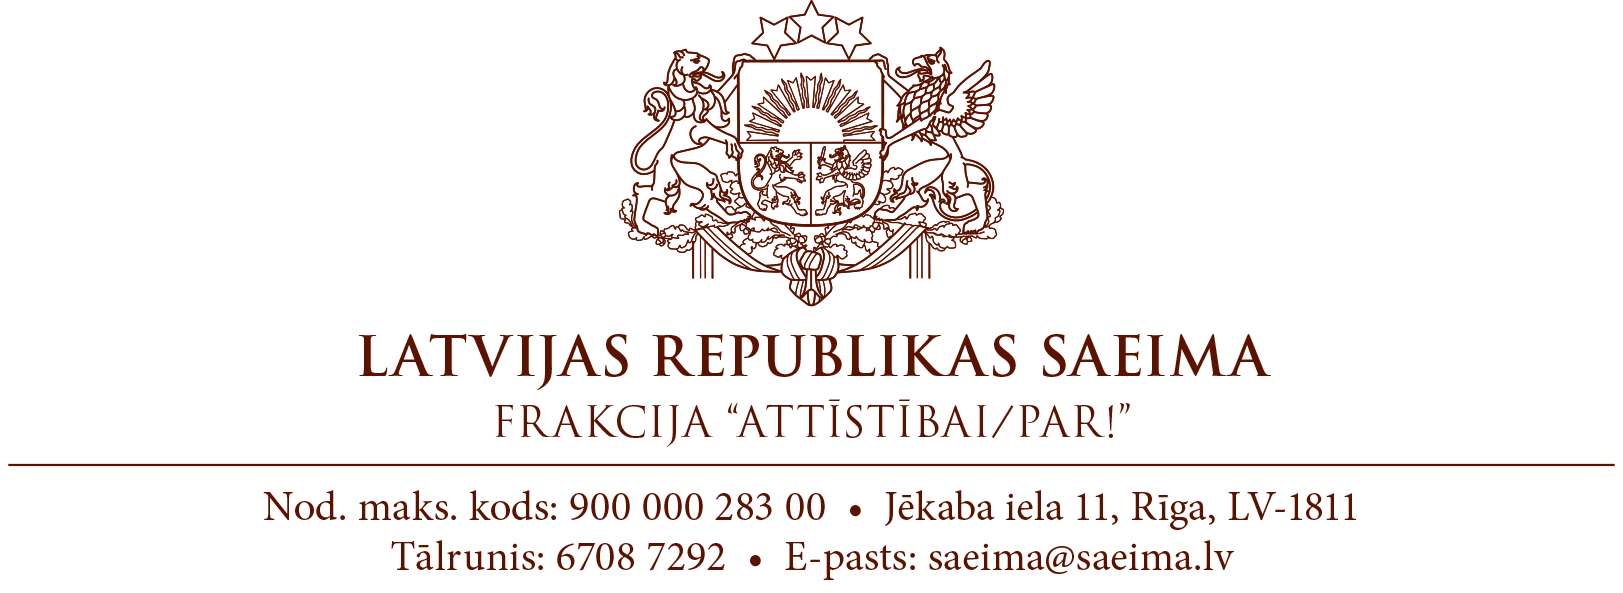 LATVIJAS REPUBLIKAS SAEIMA
FRAKCIJA “ATTĪSTĪBAI/PAR!”
Nod. maks. kods: 900 000 283 00 • Jēkaba iela 11, Rīga, LV-1811
Tālrunis: 6708 7292 • E-pasts: saeima@saeima.lv